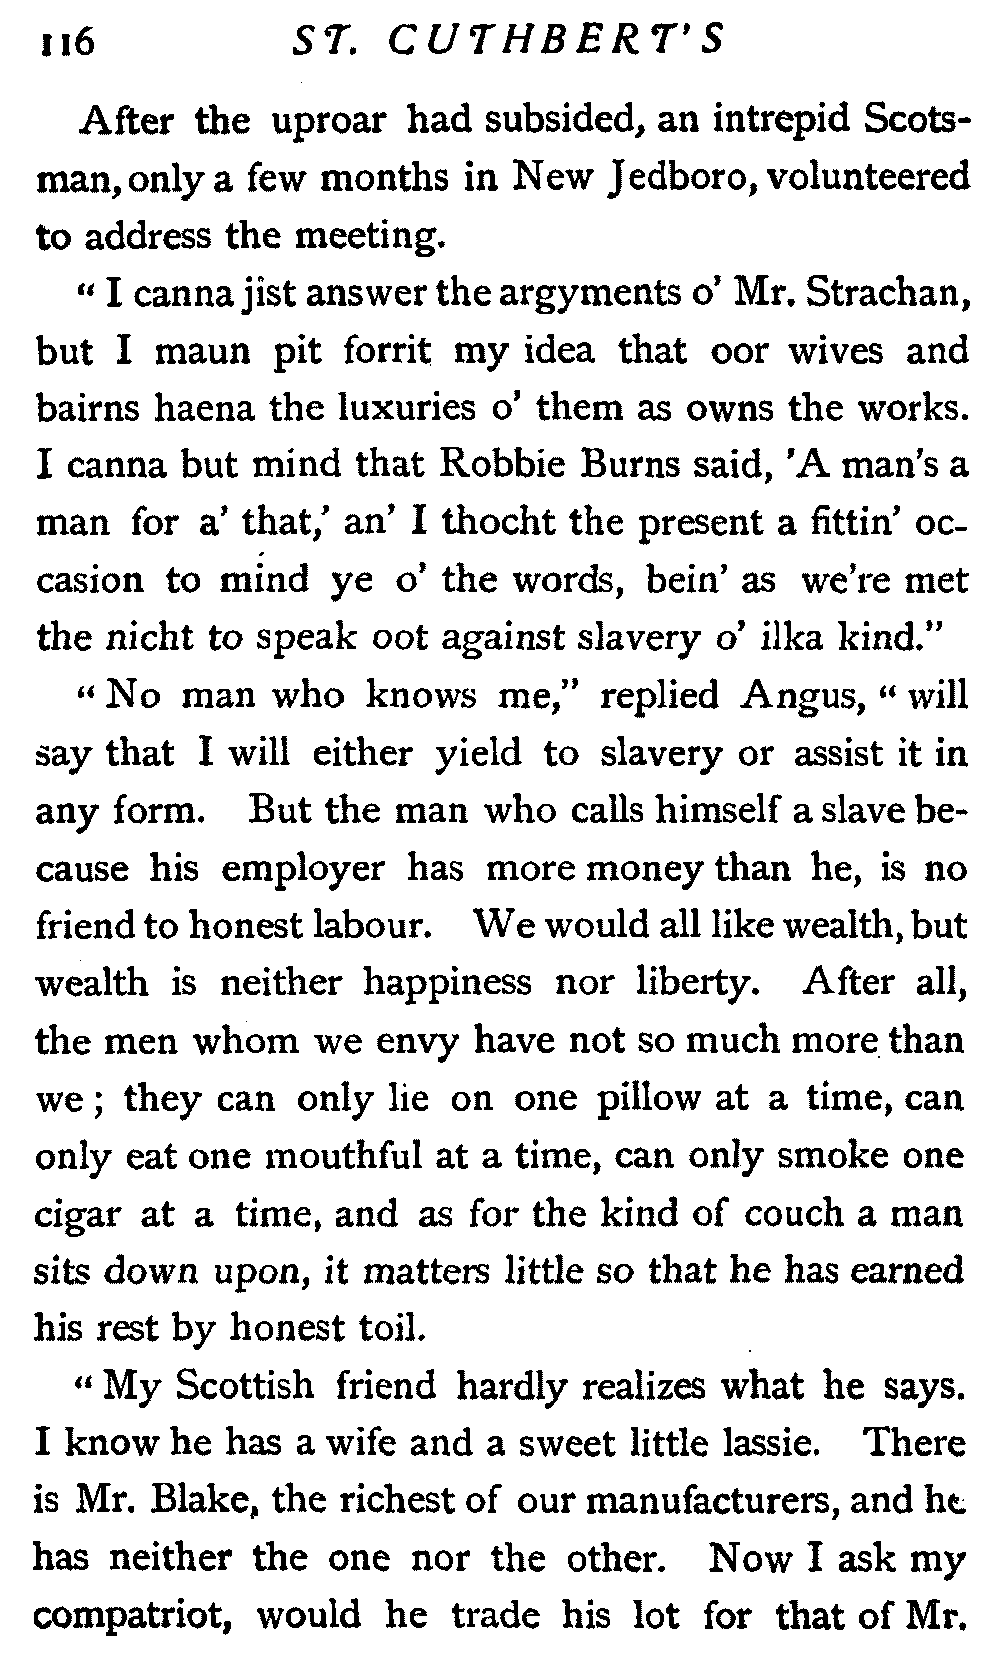 116 ST. CUTHBERT'S
After the uproar had subsided, an intrepid Scots-
man, only a few months in New Jedboro, volunteered
to address the meeting.
“ I canna jist answer the argyments o’ Mr. Strachan,
but I maun pit forrit my idea that oor wives and
bairns haena the luxuries o’ them as owns the works.
I canna but mind that Robbie Burns said, 'A man's a
man for a’ that,’ an’ I thocht the present a fittin’ oc-
casion to mind ye o’ the words, bein’ as we're met
the nicht to speak oot against slavery o’ ilka kind.”
“ No man who knows me,” replied Angus, “ will
say that I will either yield to slavery or assist it in
any form. But the man who calls himself a slave be-
cause his employer has more money than he, is no
friend to honest labour. We would all like wealth, but
wealth is neither happiness nor liberty. After all,
the men whom we envy have not so much more than
we ; they can only lie on one pillow at a time, can
only eat one mouthful at a time, can only smoke one
cigar at a time, and as for the kind of couch a man
sits down upon, it matters little so that he has earned
his rest by honest toil.
“ My Scottish friend hardly realizes what he says.
I know he has a wife and a sweet little lassie. There
is Mr. Blake, the richest of our manufacturers, and he
has neither the one nor the other. Now I ask my
compatriot, would he trade his lot for that of Mr.